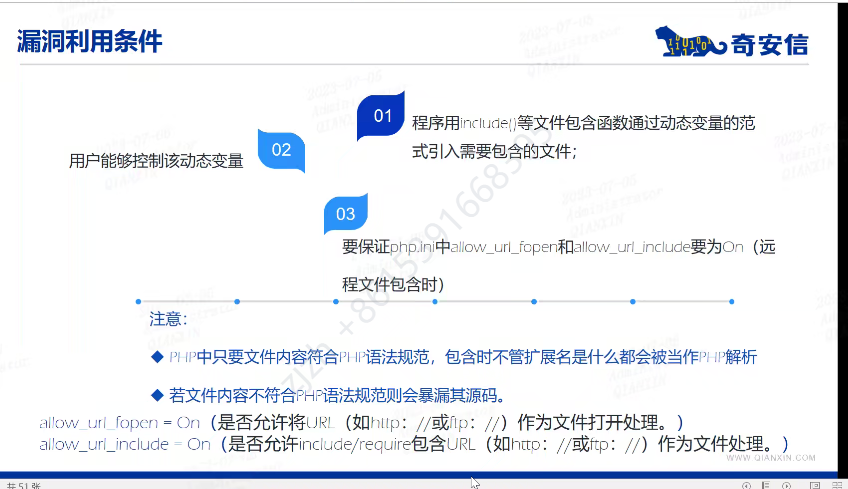 漏洞利用条件
奇安信
01
程序用include()等文件包含函数通过动态变量的范
式引入需要包含的文件；
02
用户能够控制该动态变量
03
要保证php.ini中allow_url_fopen和allow_url_include要为On（远
程文件包含时）
注意：
◆ PHP中只要文件内容符合PHP语法规范，包含时不管扩展名是什么都会被当作PHP解析
◆ 若文件内容不符合PHP语法规范则会暴漏其源码。
allow_url_fopen = On（是否允许将URL（如http：//或ftp：//）作为文件打开处理。）
allow_url_include = On（是否允许include/require包含URL（如http：//或ftp：//）作为文件处理。）
WWW.QIANXIN.COM
共 51 张